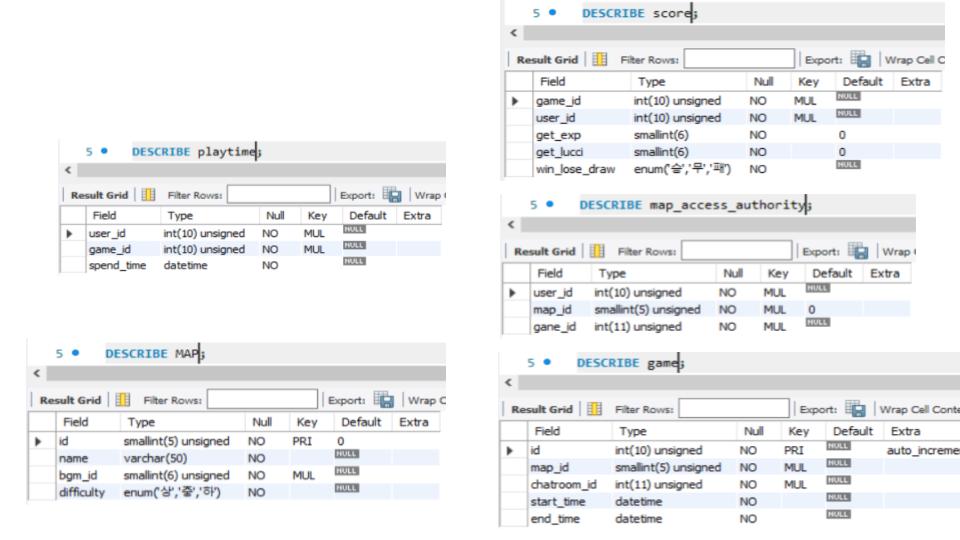 5 DESCRIBE playtime;
Result Grid Filter Rows: Export: Wrap
Field Type Null Key Default Extra
user_id int(10) unsigned NO MUL NULL
game_id int(10) unsigned NO MUL NULL
spend_time datetime NO NULL
5 DESCRIBE MAP;
Result Grid Filter Rows: Export: Wrap C
Field Type Null Key Default Extra
id smallint(5) unsigned NO PRI 0
name varchar(50) NO NULL
bgm_id smallint(6) unsigned NO MUL NULL
difficulty enum('상','중','하') NO NULL
5 DESCRIBE score;
Result Grid Filter Rows: Export: Wrap Cell C
Field Type Null Key Default Extra
game_id int(10) unsigned NO MUL NULL
user_id int(10) unsigned NO MUL NULL
get_exp smallint(6) NO 0
get_lucci smallint(6) NO 0
win_lose_draw enum('승','무','패') NO NULL
5 DESCRIBE map_access_authority;
Result Grid Filter Rows: Export: Wrap
Field Type Null Key Default Extra
user_id int(10) unsigned NO MUL NULL
map_id smallint(5) unsigned NO MUL 0
gane_id int(11) unsigned NO MUL NULL
5 DESCRIBE game;
Result Grid Filter Rows: Export: Wrap Cell Conte
Field Type Null Key Default Extra
id int(10) unsigned NO PRI NULL auto_increme
map_id smallint(5) unsigned NO MUL NULL
chatroom_id int(11) unsigned NO MUL NULL
start_time datetime NO NULL
end_time datetime NO NULL